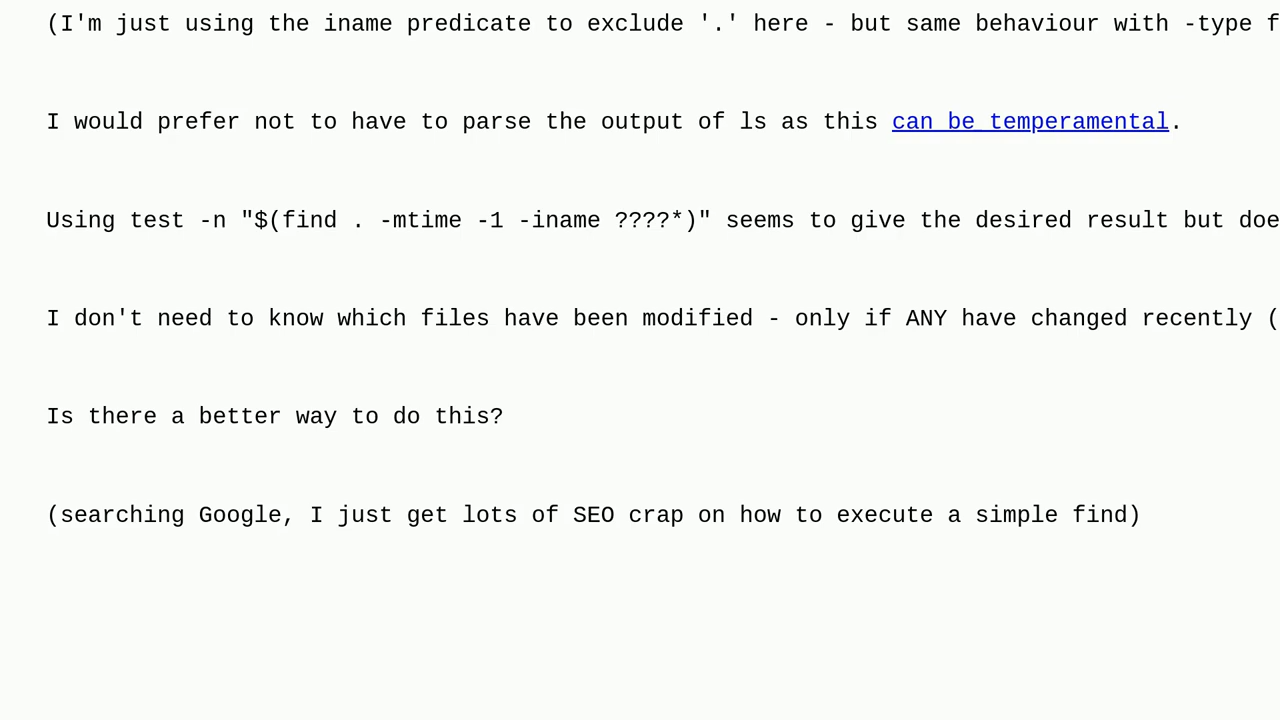 (I'm just using the iname predicate to exclude '.' here - but same behaviour with -type f
I would prefer not to have to parse the output of ls as this can be temperamental.
Using test -n "$(find . -mtime -1 -iname ????*)" seems to give the desired result but doe
I don't need to know which files have been modified - only if ANY have changed recently (
Is there a better way to do this?
(searching Google, I just get lots of SEO crap on how to execute a simple find)